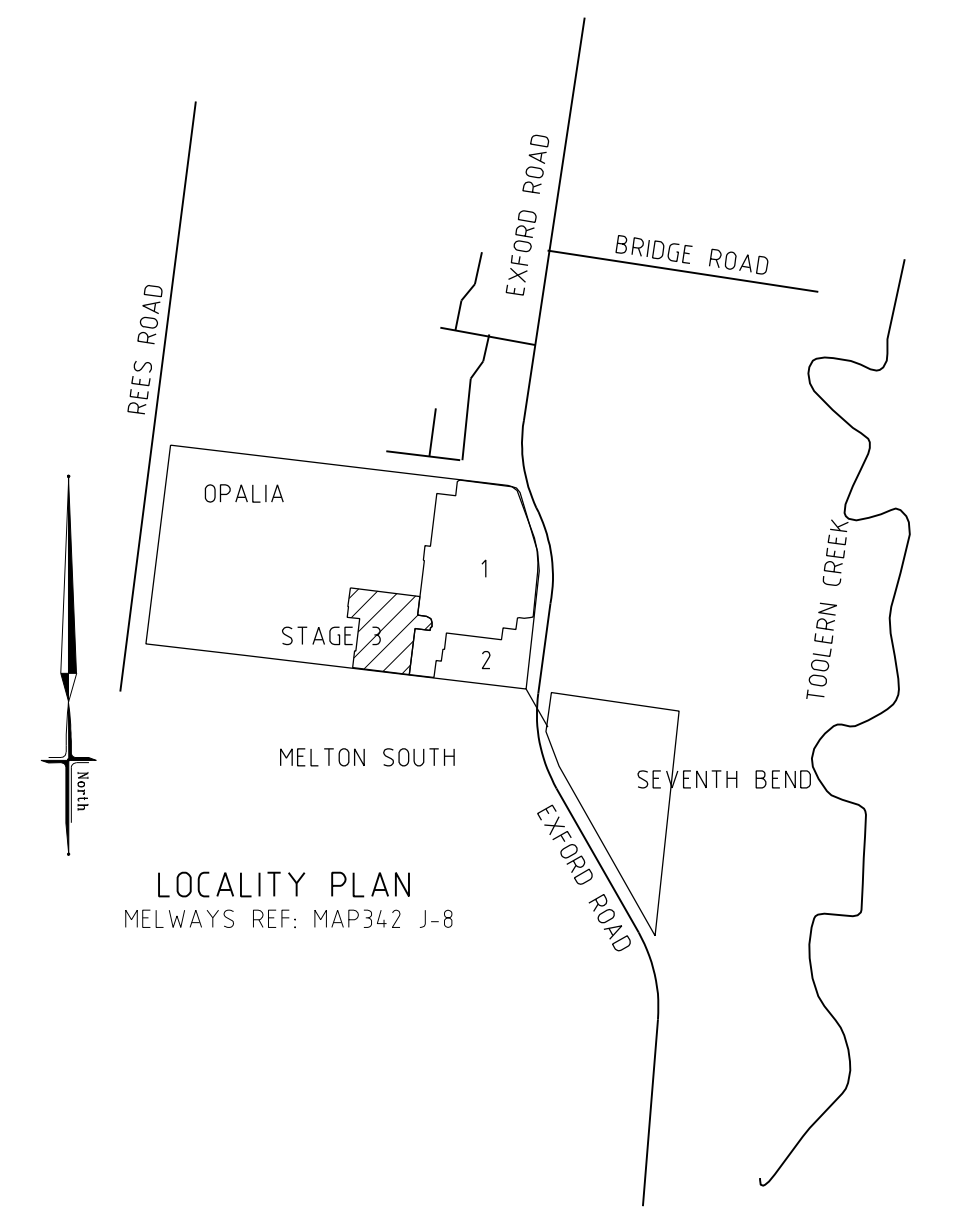 EXFORD ROAD
BRIDGE ROAD
REES ROAD
OPALIA
TOOLERN CREEK
1
STAGE 3
2
MELTON SOUTH
SEVENTH BEND
North
EXFORD ROAD
LOCALITY PLAN
MELWAYS REF: MAP342 J-8